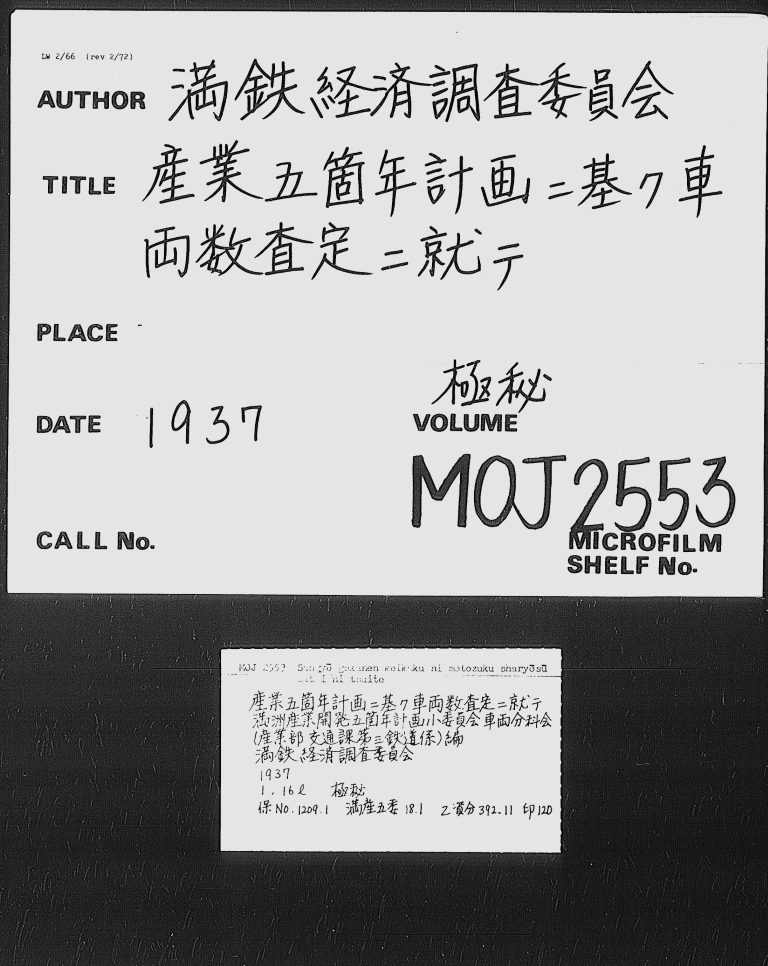 LW 2/66 (rev 2/72)
AUTHOR 満鉄経済調査委員会
TITLE 産業五箇年計画ニ基ク車
両数査定ニ就テ
PLACE
極秘
DATE 1937
VOLUME
MOJ 2553
CALL No.
MICROFILM
SHELF No.
MOJ 2553 Sangyō gokanen keikaku ni motozuku sharyōsū
ni tsuite
産業五箇年計画ニ基ク車両数査定ニ就テ
満洲産業開発五箇年計画小委員会車両分科会
(産業部交通課第三鉄道係)編
満鉄経済調査委員会
1937
1, 16ℓ 極秘
保No.1209.1 満産五委18.1 乙資分392.11 印120